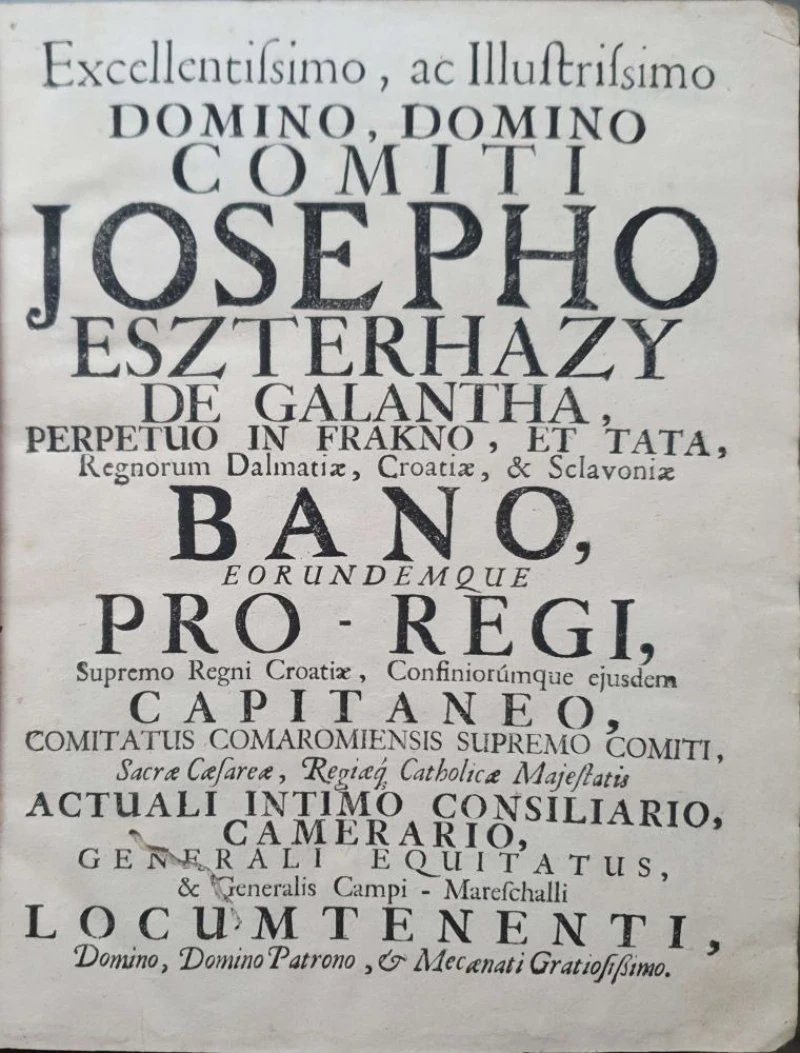 Excellentiſsimo, ac Illuſtriſsimo
DOMINO, DOMINO
COMITI
JOSEPHO
ESZTERHAZY
DE GALANTHA,
PERPETUO IN FRAKNO, ET TATA,
Regnorum Dalmatiæ, Croatiæ, & Sclavoniæ
BANO,
EORUNDEMQUE
PRO-REGI,
Supremo Regni Croatiæ, Confiniorúmque ejusdem
CAPITANEO,
COMITATUS COMAROMIENSIS SUPREMO COMITI,
Sacræ Cæſareæ, Regiæq́; Catholicæ Majeſtatis
ACTUALI INTIMO CONSILIARIO,
CAMERARIO,
GENERALI EQUITATUS,
& Generalis Campi-Mareſchalli
LOCUMTENENTI,
Domino, Domino Patrono, & Mecænati Gratioſiſſimo.